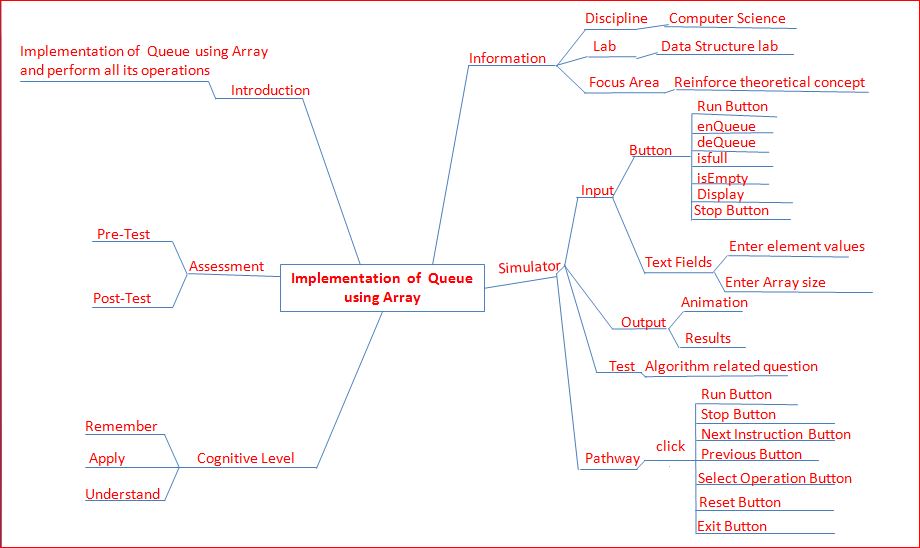 Implementation of Queue using Array
and perform all its operations
Introduction
Information
Discipline
Computer Science
Lab
Data Structure lab
Focus Area
Reinforce theoretical concept
Pre-Test
Assessment
Post-Test
Implementation of Queue
using Array
Simulator
Input
Button
Run Button
enQueue
deQueue
isfull
isEmpty
Display
Stop Button
Text Fields
Enter element values
Enter Array size
Output
Animation
Results
Test
Algorithm related question
Pathway
click
Run Button
Stop Button
Next Instruction Button
Previous Button
Select Operation Button
Reset Button
Exit Button
Remember
Apply
Cognitive Level
Understand